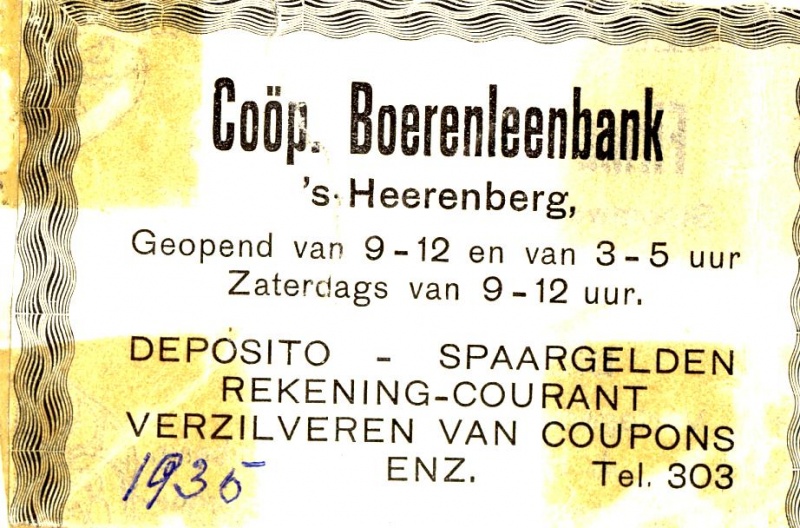 Coöp. Boerenleenbank
's-Heerenberg,
Geopend van 9-12 en van 3-5 uur
Zaterdags van 9-12 uur.
DEPOSITO - SPAARGELDEN
REKENING-COURANT
VERZILVEREN VAN COUPONS
ENZ. Tel. 303
1935